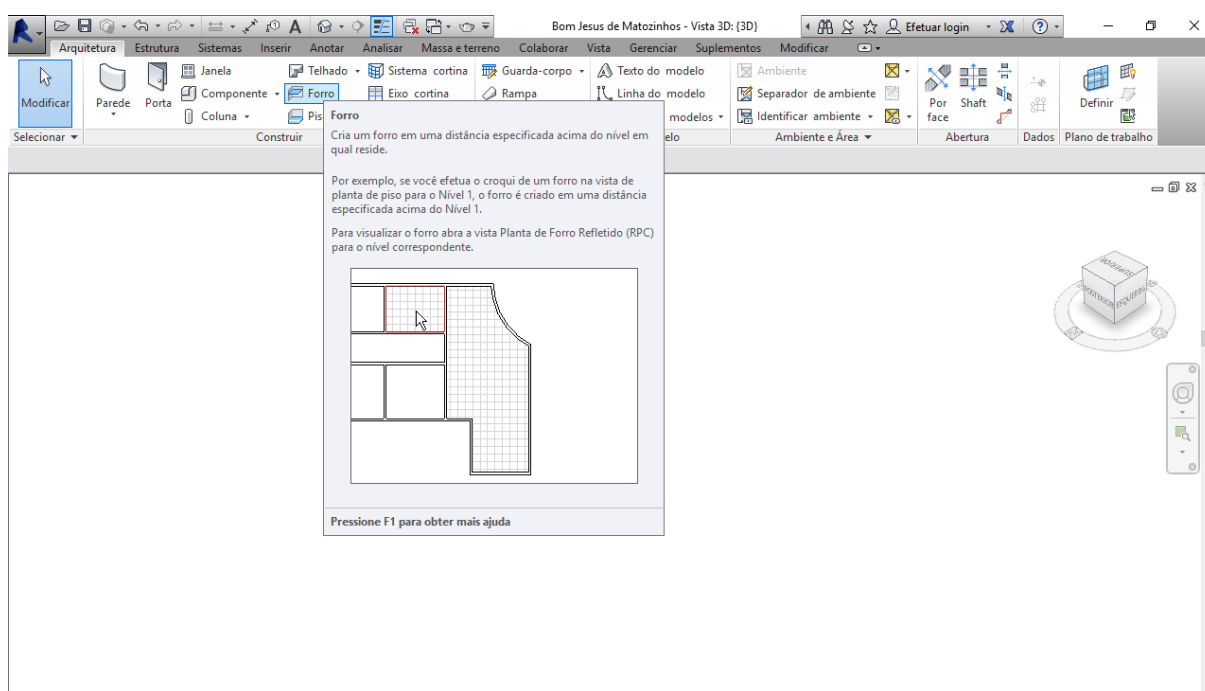 Bom Jesus de Matozinhos - Vista 3D: {3D}
Efetuar login
Arquitetura Estrutura Sistemas Inserir Anotar Analisar Massa e terreno Colaborar Vista Gerenciar Suplementos Modificar
Janela Telhado Sistema cortina Guarda-corpo Texto do modelo Ambiente
Componente Forro Eixo cortina Rampa Linha do modelo Separador de ambiente
Modificar Parede Porta Por face Shaft Definir
Coluna Pis modelos Identificar ambiente
Selecionar Construir elo Ambiente e Área Abertura Dados Plano de trabalho
Forro
Cria um forro em uma distância especificada acima do nível em
qual reside.
Por exemplo, se você efetua o croqui de um forro na vista de
planta de piso para o Nível 1, o forro é criado em uma distância
especificada acima do Nível 1.
Para visualizar o forro abra a vista Planta de Forro Refletido (RPC)
para o nível correspondente.
Pressione F1 para obter mais ajuda
SUPERIOR
POSTERIOR ESQUERDA